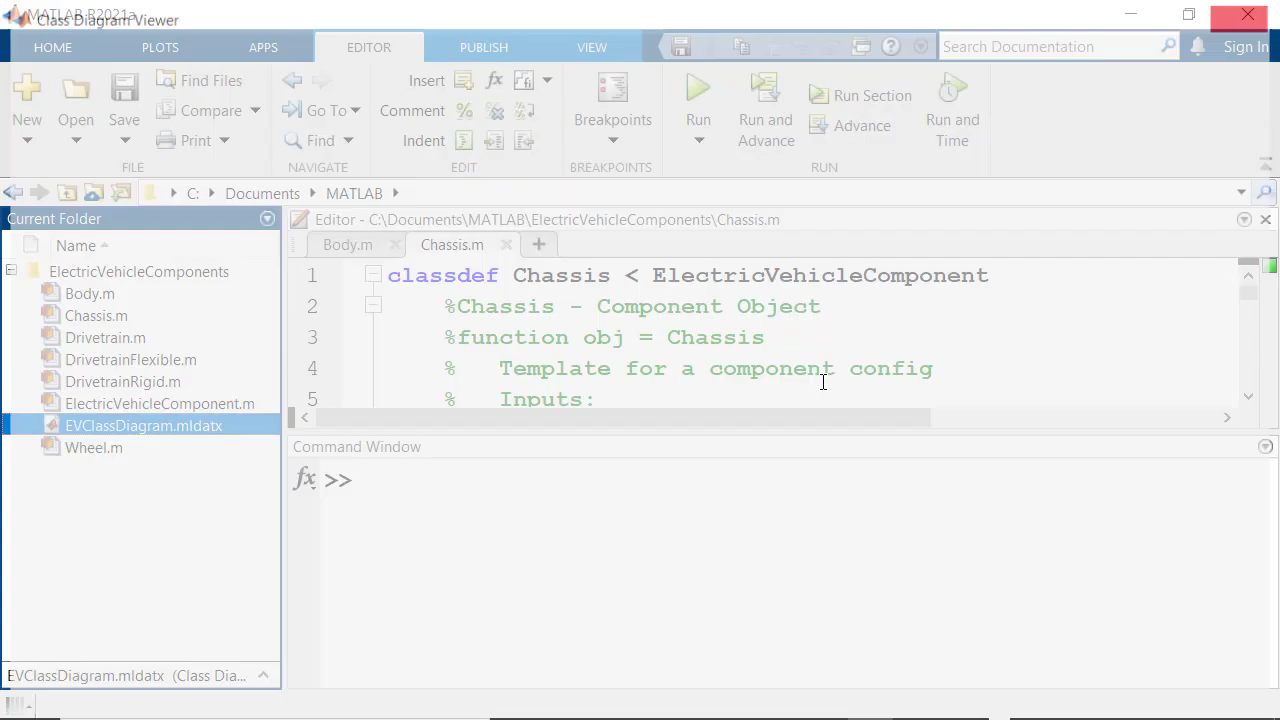 MATLAB R2021a
Class Diagram Viewer
HOME PLOTS APPS EDITOR PUBLISH VIEW Search Documentation Sign In
New Open Save Find Files Compare Print
FILE
Go To Find
NAVIGATE
Insert fx
Comment
Indent
EDIT
Breakpoints
BREAKPOINTS
Run Run and Advance Run Section Advance Run and Time
RUN
C: Documents MATLAB
Current Folder
Name
ElectricVehicleComponents
Body.m
Chassis.m
Drivetrain.m
DrivetrainFlexible.m
DrivetrainRigid.m
ElectricVehicleComponent.m
EVClassDiagram.mldatx
Wheel.m
EVClassDiagram.mldatx (Class Dia...
Editor - C:\Documents\MATLAB\ElectricVehicleComponents\Chassis.m
Body.m Chassis.m
1 classdef Chassis < ElectricVehicleComponent
2 %Chassis - Component Object
3 %function obj = Chassis
4 % Template for a component config
5 % Inputs:
Command Window
fx >>